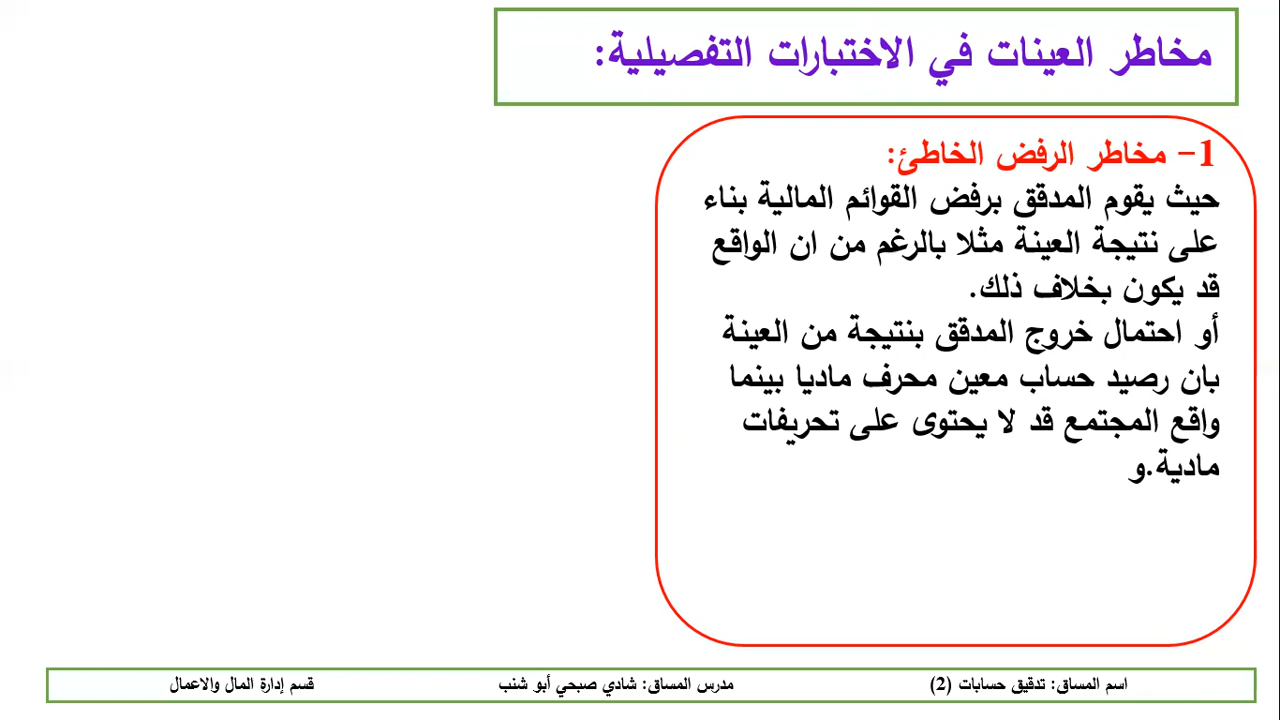 مخاطر العينات في الاختبارات التفصيلية:
1- مخاطر الرفض الخاطئ:
حيث يقوم المدقق برفض القوائم المالية بناء
على نتيجة العينة مثلا بالرغم من ان الواقع
قد يكون بخلاف ذلك.
أو احتمال خروج المدقق بنتيجة من العينة
بان رصيد حساب معين محرف ماديا بينما
واقع المجتمع قد لا يحتوى على تحريفات
مادية.و
اسم المساق: تدقيق حسابات (2) مدرس المساق: شادي صبحي أبو شنب قسم إدارة المال والاعمال